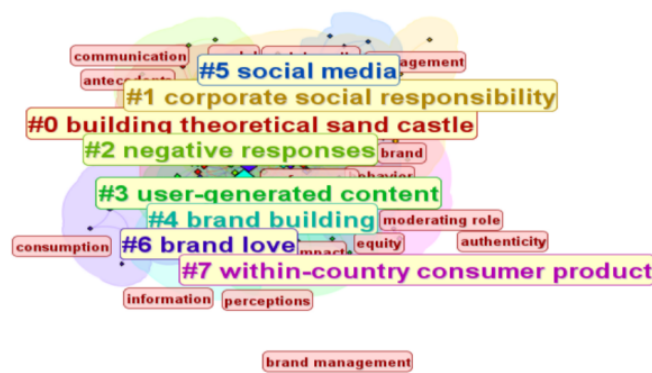 communication
agement
#5 social media
antecedents
#1 corporate social responsibility
#0 building theoretical sand castle
#2 negative responses
brand
behavior
#3 user-generated content
#4 brand building
moderating role
consumption
#6 brand love
mpact
equity
authenticity
#7 within-country consumer product
information
perceptions
brand management